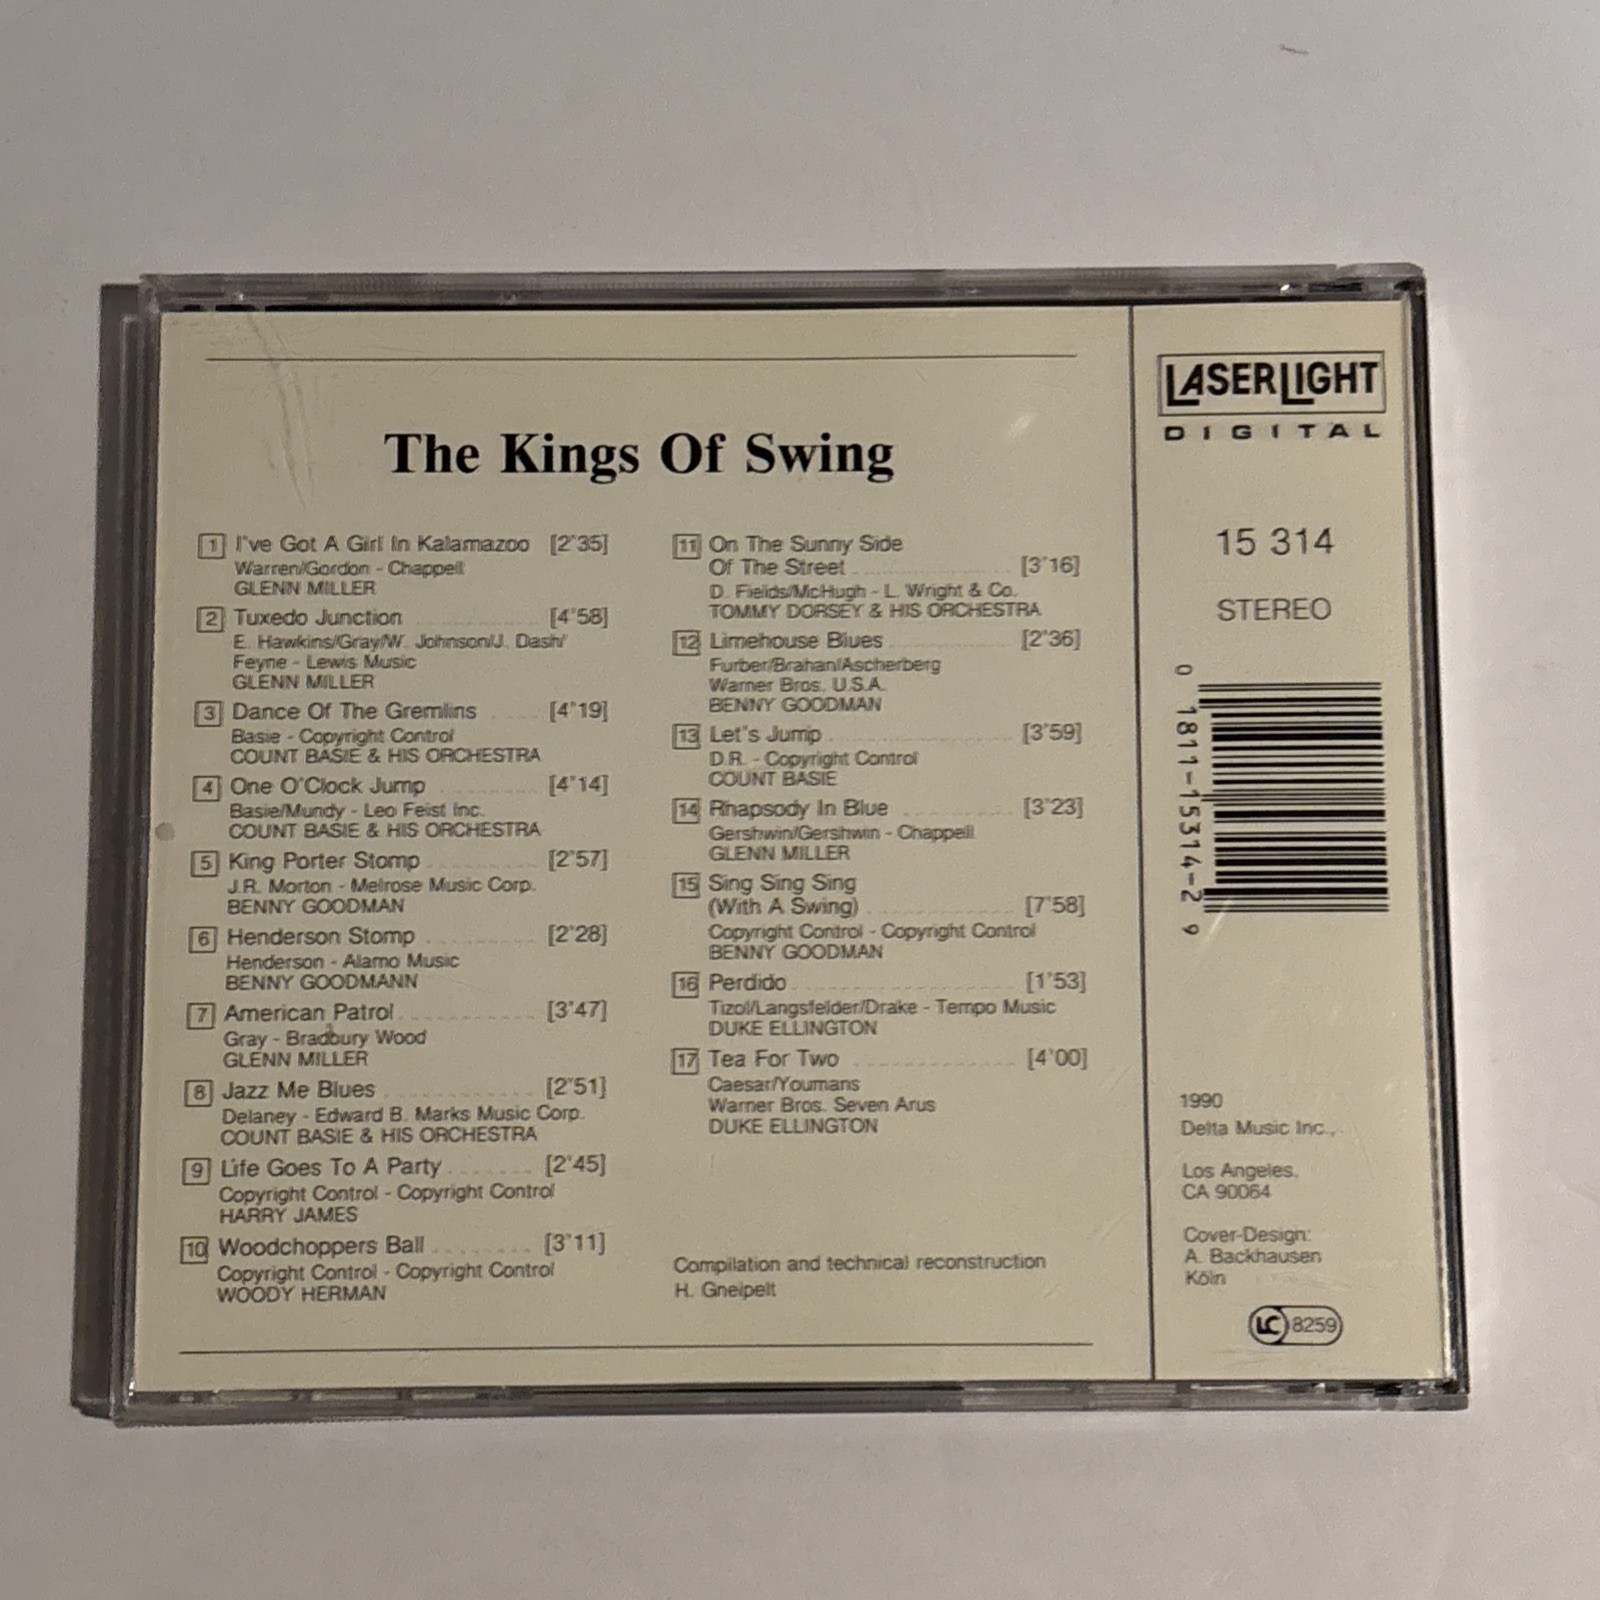 The Kings Of Swing
1 I've Got A Girl In Kalamazoo [2'35]
Warren/Gordon - Chappell
GLENN MILLER
2 Tuxedo Junction [4'58]
E. Hawkins/Gray/W. Johnson/J. Dash/
Feyne - Lewis Music
GLENN MILLER
3 Dance Of The Gremlins [4'19]
Basie - Copyright Control
COUNT BASIE & HIS ORCHESTRA
4 One O'Clock Jump [4'14]
Basie/Mundy - Leo Feist Inc.
COUNT BASIE & HIS ORCHESTRA
5 King Porter Stomp [2'57]
J.R. Morton - Melrose Music Corp.
BENNY GOODMAN
6 Henderson Stomp [2'28]
Henderson - Alamo Music
BENNY GOODMANN
7 American Patrol [3'47]
Gray - Bradbury Wood
GLENN MILLER
8 Jazz Me Blues [2'51]
Delaney - Edward B. Marks Music Corp.
COUNT BASIE & HIS ORCHESTRA
9 Life Goes To A Party [2'45]
Copyright Control - Copyright Control
HARRY JAMES
10 Woodchoppers Ball [3'11]
Copyright Control - Copyright Control
WOODY HERMAN
11 On The Sunny Side
Of The Street [3'16]
D. Fields/McHugh - L. Wright & Co.
TOMMY DORSEY & HIS ORCHESTRA
12 Limehouse Blues [2'36]
Furber/Braham/Ascherberg
Warner Bros. U.S.A.
BENNY GOODMAN
13 Let's Jump [3'59]
D.R. - Copyright Control
COUNT BASIE
14 Rhapsody In Blue [3'23]
Gershwin/Gershwin - Chappell
GLENN MILLER
15 Sing Sing Sing
(With A Swing) [7'58]
Copyright Control - Copyright Control
BENNY GOODMAN
16 Perdido [1'53]
Tizol/Langsfelder/Drake - Tempo Music
DUKE ELLINGTON
17 Tea For Two [4'00]
Caesar/Youmans
Warner Bros. Seven Arus
DUKE ELLINGTON
Compilation and technical reconstruction
H. Gneipelt
LASERLIGHT
DIGITAL
15 314
STEREO
0 1811-15314-2 9
1990
Delta Music Inc.,
Los Angeles,
CA 90064
Cover-Design:
A. Backhausen
Köln
LC 8259